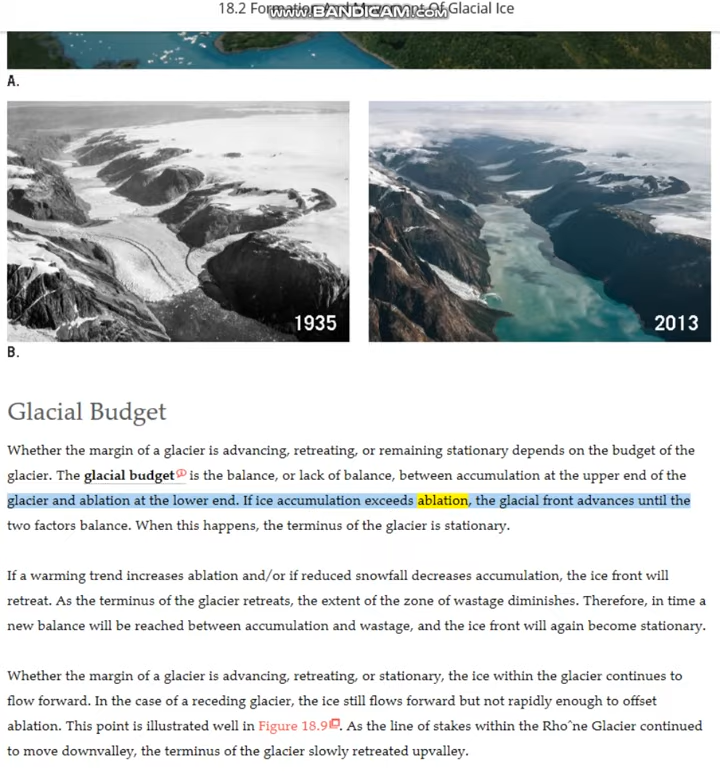 18.2 Formation And Movement Of Glacial Ice
www.BANDICAM.com
A.
1935
2013
B.
Glacial Budget
Whether the margin of a glacier is advancing, retreating, or remaining stationary depends on the budget of the
glacier. The glacial budget is the balance, or lack of balance, between accumulation at the upper end of the
glacier and ablation at the lower end. If ice accumulation exceeds ablation, the glacial front advances until the
two factors balance. When this happens, the terminus of the glacier is stationary.
If a warming trend increases ablation and/or if reduced snowfall decreases accumulation, the ice front will
retreat. As the terminus of the glacier retreats, the extent of the zone of wastage diminishes. Therefore, in time a
new balance will be reached between accumulation and wastage, and the ice front will again become stationary.
Whether the margin of a glacier is advancing, retreating, or stationary, the ice within the glacier continues to
flow forward. In the case of a receding glacier, the ice still flows forward but not rapidly enough to offset
ablation. This point is illustrated well in Figure 18.9. As the line of stakes within the Rho^ne Glacier continued
to move downvalley, the terminus of the glacier slowly retreated upvalley.